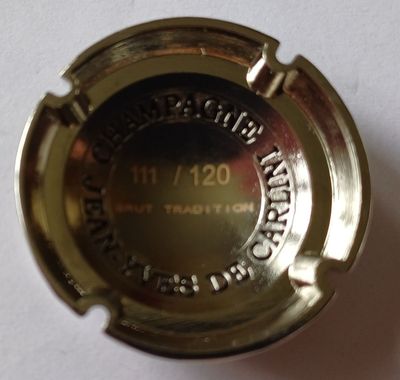 CHAMPAGNE
JEAN-YVES DE CARLINI
111 / 120
BRUT TRADITION